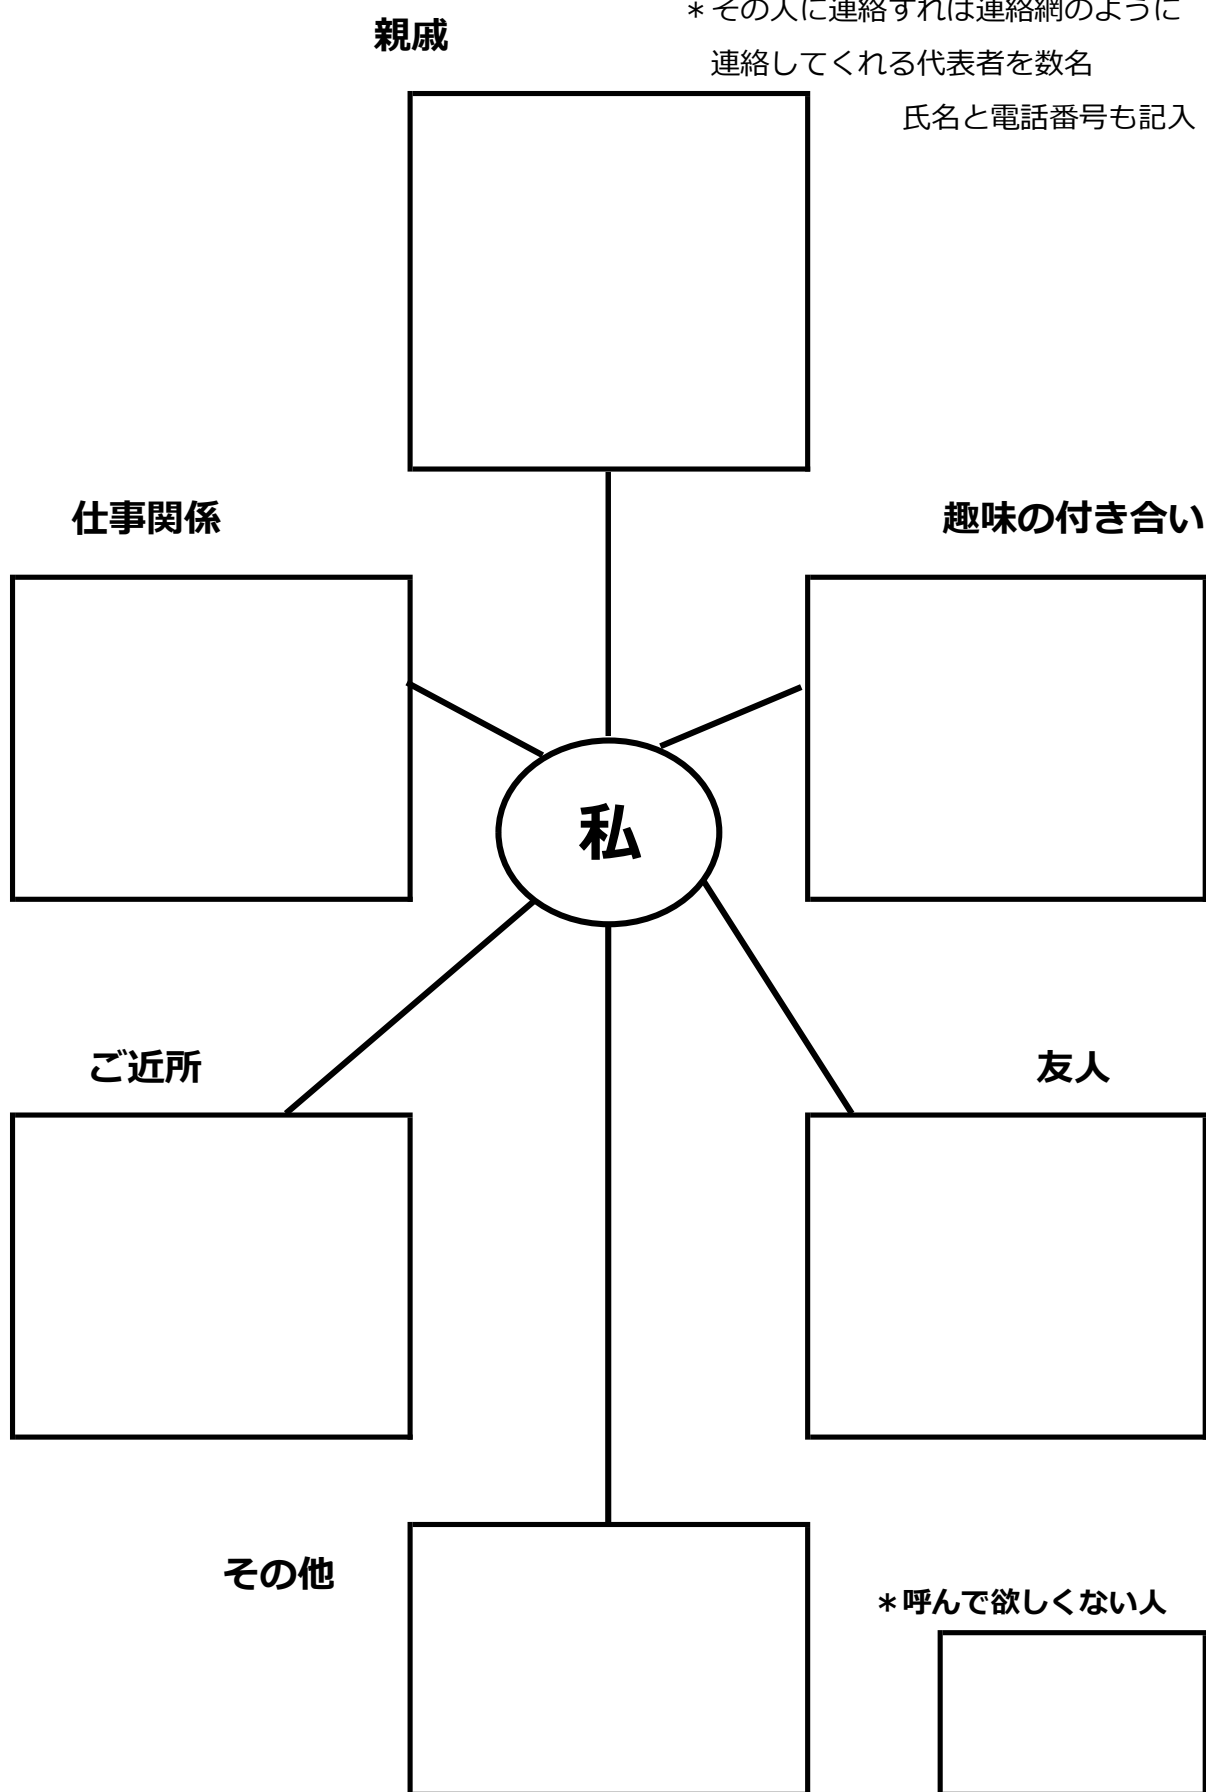 親戚
＊その人に連絡すれば連絡網のように
連絡してくれる代表者を数名
氏名と電話番号も記入
仕事関係
趣味の付き合い
私
ご近所
友人
その他
＊呼んで欲しくない人